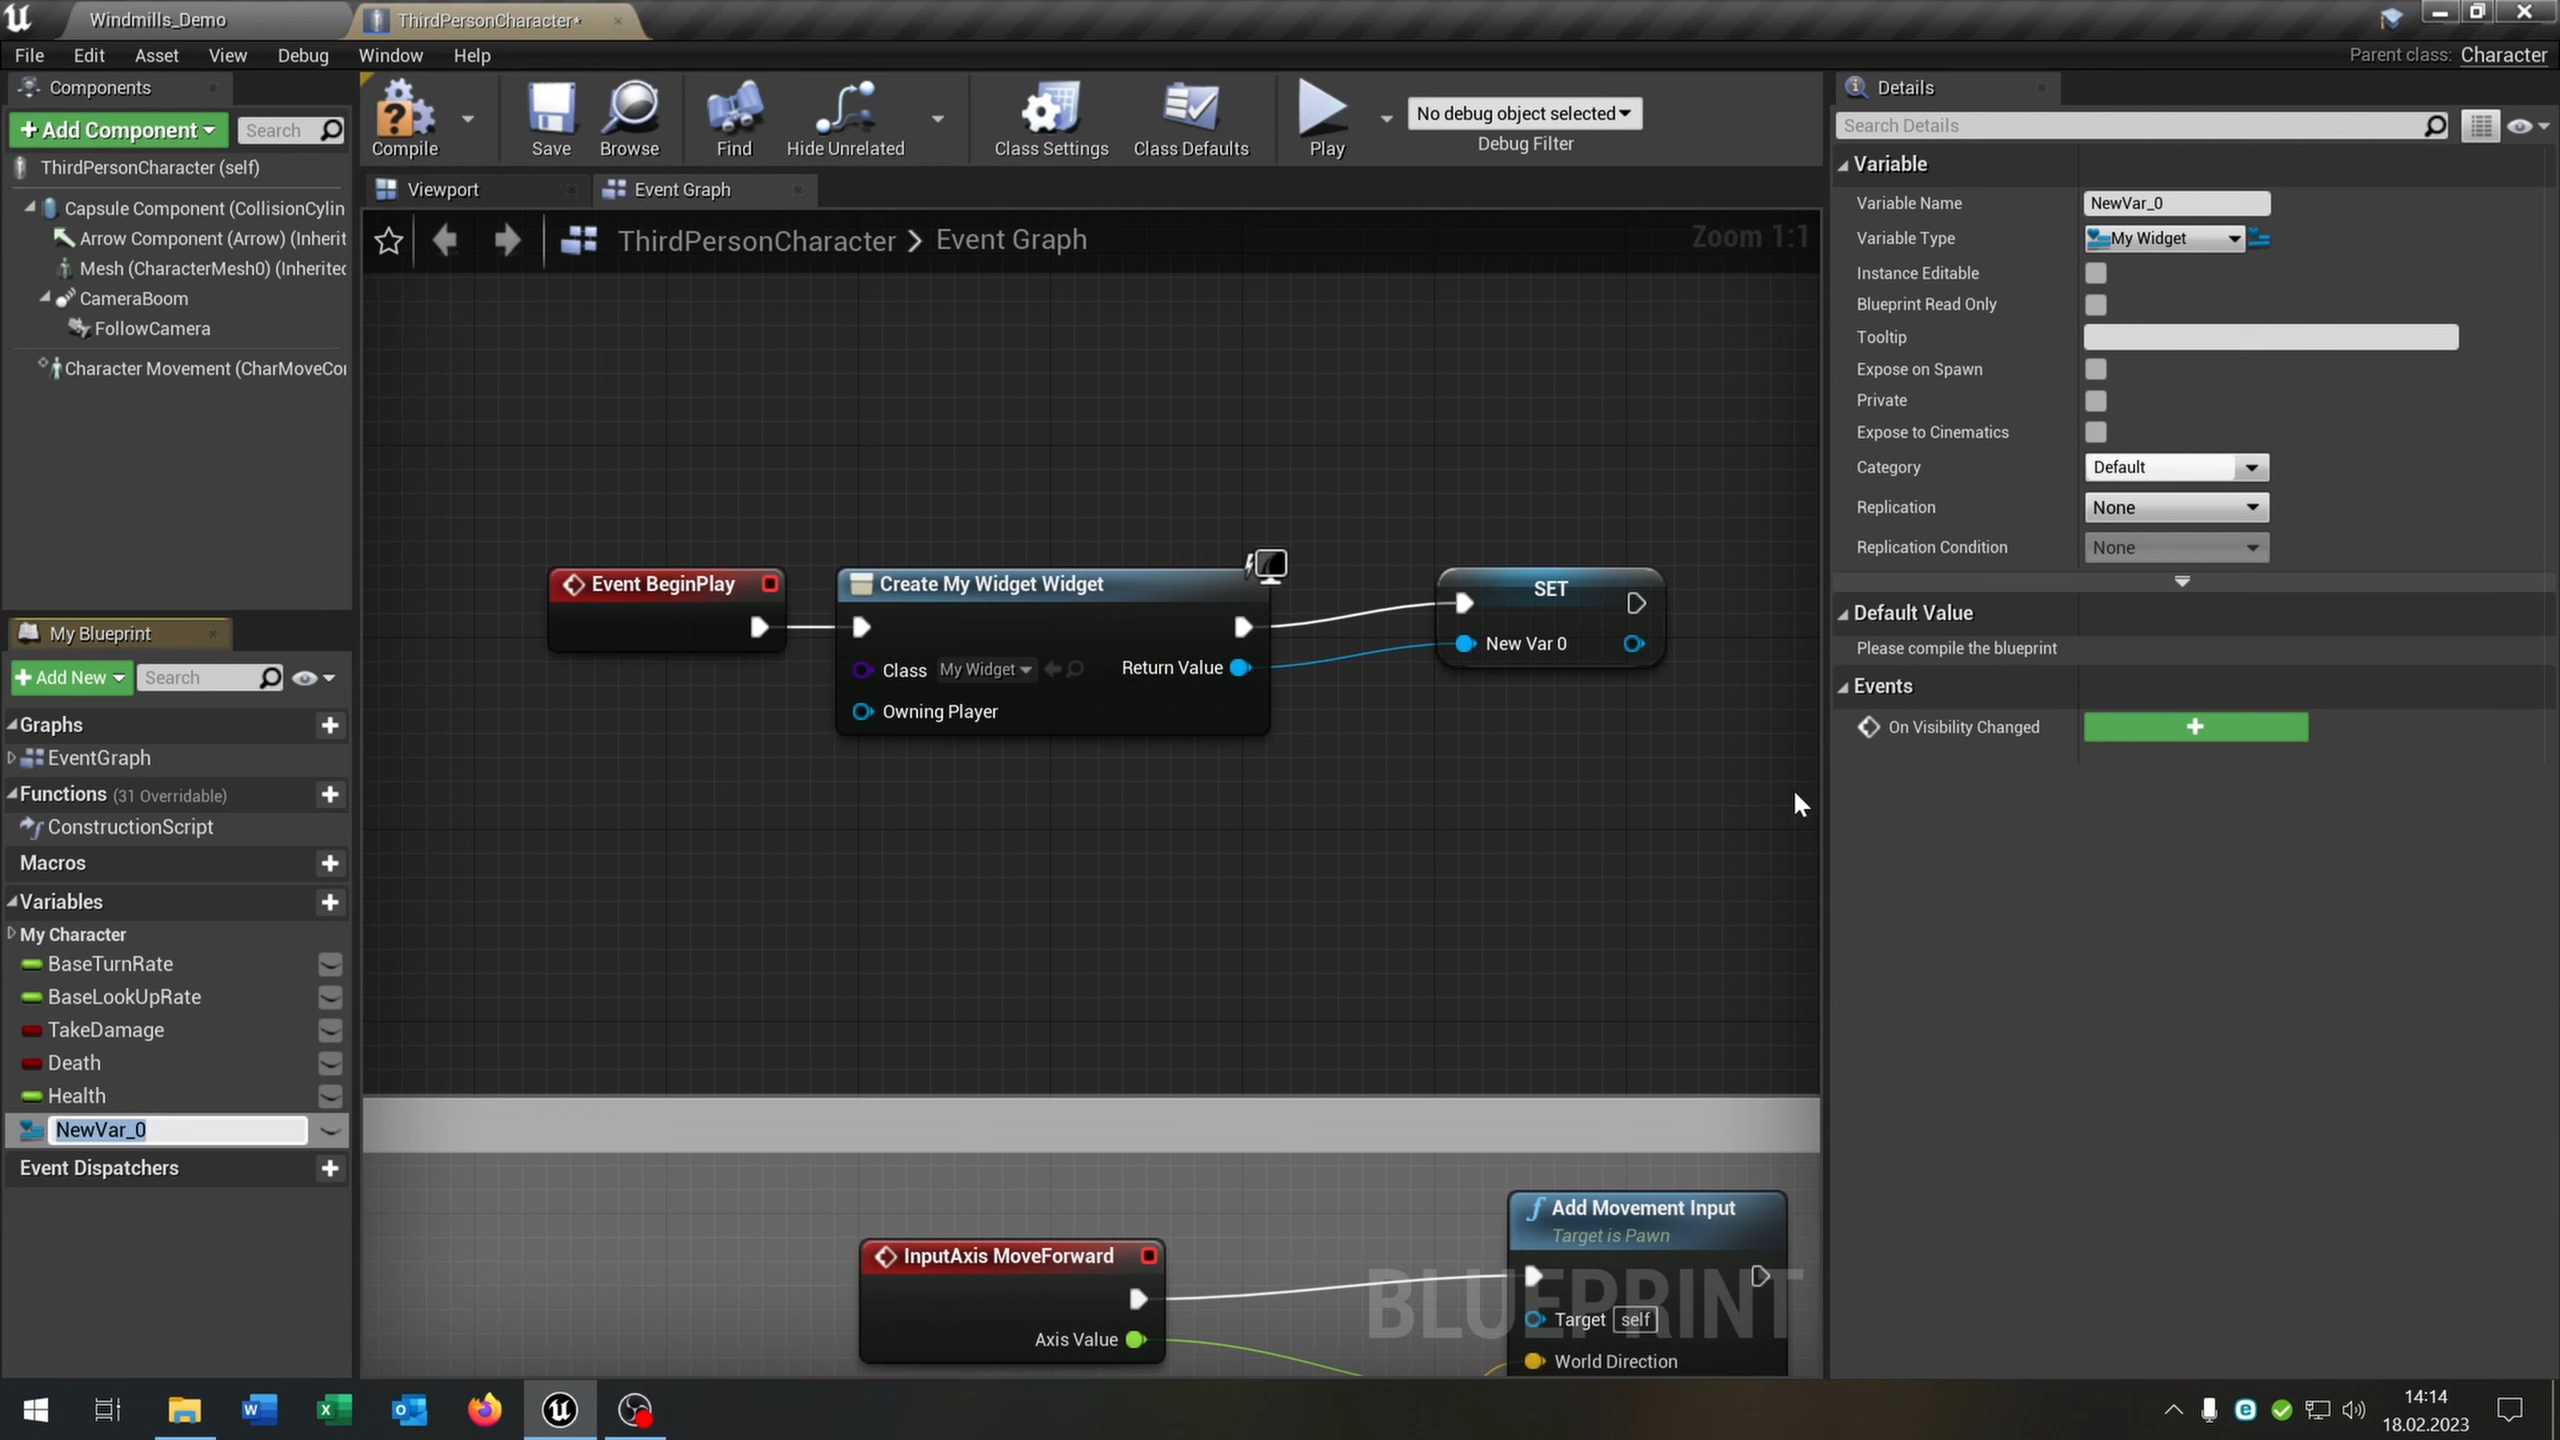 Windmills_Demo
ThirdPersonCharacter*
File Edit Asset View Debug Window Help
Parent class: Character
Components
Add Component
Search
ThirdPersonCharacter (self)
Capsule Component (CollisionCylin
Arrow Component (Arrow) (Inherit
Mesh (CharacterMesh0) (Inherited
CameraBoom
FollowCamera
Character Movement (CharMoveCo
My Blueprint
Add New
Search
Graphs
EventGraph
Functions (31 Overridable)
ConstructionScript
Macros
Variables
My Character
BaseTurnRate
BaseLookUpRate
TakeDamage
Death
Health
NewVar_0
Event Dispatchers
Compile
Save
Browse
Find
Hide Unrelated
Class Settings
Class Defaults
Play
No debug object selected
Debug Filter
Viewport
Event Graph
ThirdPersonCharacter > Event Graph
Zoom 1:1
Event BeginPlay
Create My Widget Widget
Class My Widget
Return Value
Owning Player
SET
New Var 0
InputAxis MoveForward
Axis Value
Add Movement Input
Target is Pawn
Target self
World Direction
BLUEPRINT
Details
Search Details
Variable
Variable Name NewVar_0
Variable Type My Widget
Instance Editable
Blueprint Read Only
Tooltip
Expose on Spawn
Private
Expose to Cinematics
Category Default
Replication None
Replication Condition None
Default Value
Please compile the blueprint
Events
On Visibility Changed
14:14
18.02.2023